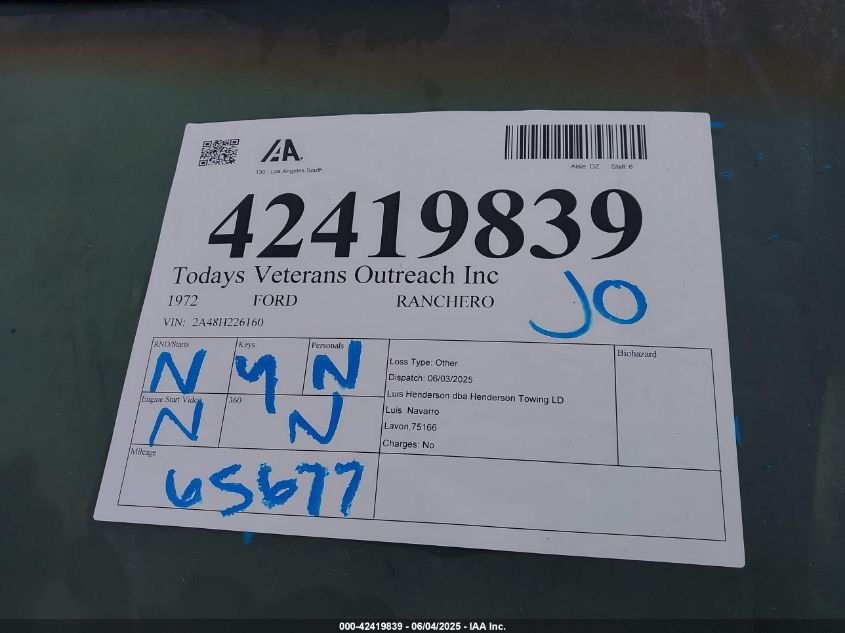 IAA.
130 - Los Angeles South
Aisle: DZ Stall: 6
42419839
Todays Veterans Outreach Inc
1972 FORD RANCHERO
JO
VIN: 2A48H226160
RND/Starts Keys Personals
N Y N
Engine Start Video 360
N N
Mileage
65677
Loss Type: Other
Dispatch: 06/03/2025
Luis Henderson dba Henderson Towing LD
Luis Navarro
Lavon,75166
Charges: No
Biohazard
000-42419839 - 06/04/2025 - IAA Inc.